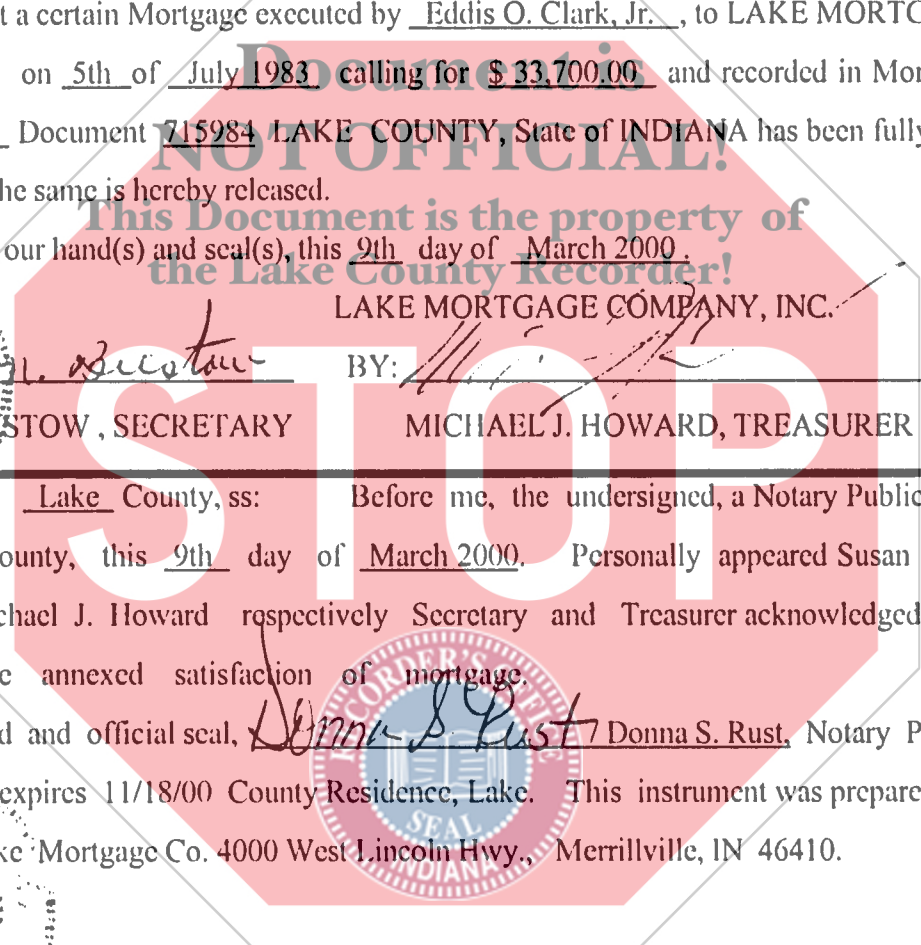 t a certain Mortgage executed by Eddis O. Clark, Jr. , to LAKE MORTG
Document is
on 5th of July 1983 calling for $ 33,700.00 and recorded in Mor
Document 715984 LAKE COUNTY, State of INDIANA has been fully
NOT OFFICIAL!
he same is hereby released.
This Document is the property of
our hand(s) and seal(s), this 9th day of March 2000.
the Lake County Recorder!
LAKE MORTGAGE COMPANY, INC.
BY:
STOW , SECRETARY MICHAEL J. HOWARD, TREASURER
STOP
Lake County, ss: Before me, the undersigned, a Notary Public
ounty, this 9th day of March 2000. Personally appeared Susan
chael J. Howard respectively Secretary and Treasurer acknowledged
e annexed satisfaction of mortgage.
RECORDER'S OFFICE
d and official seal, Donna S. Rust Donna S. Rust, Notary P
expires 11/18/00 County Residence, Lake. This instrument was prepare
SEAL
ke Mortgage Co. 4000 West Lincoln Hwy., Merrillville, IN 46410.
INDIANA